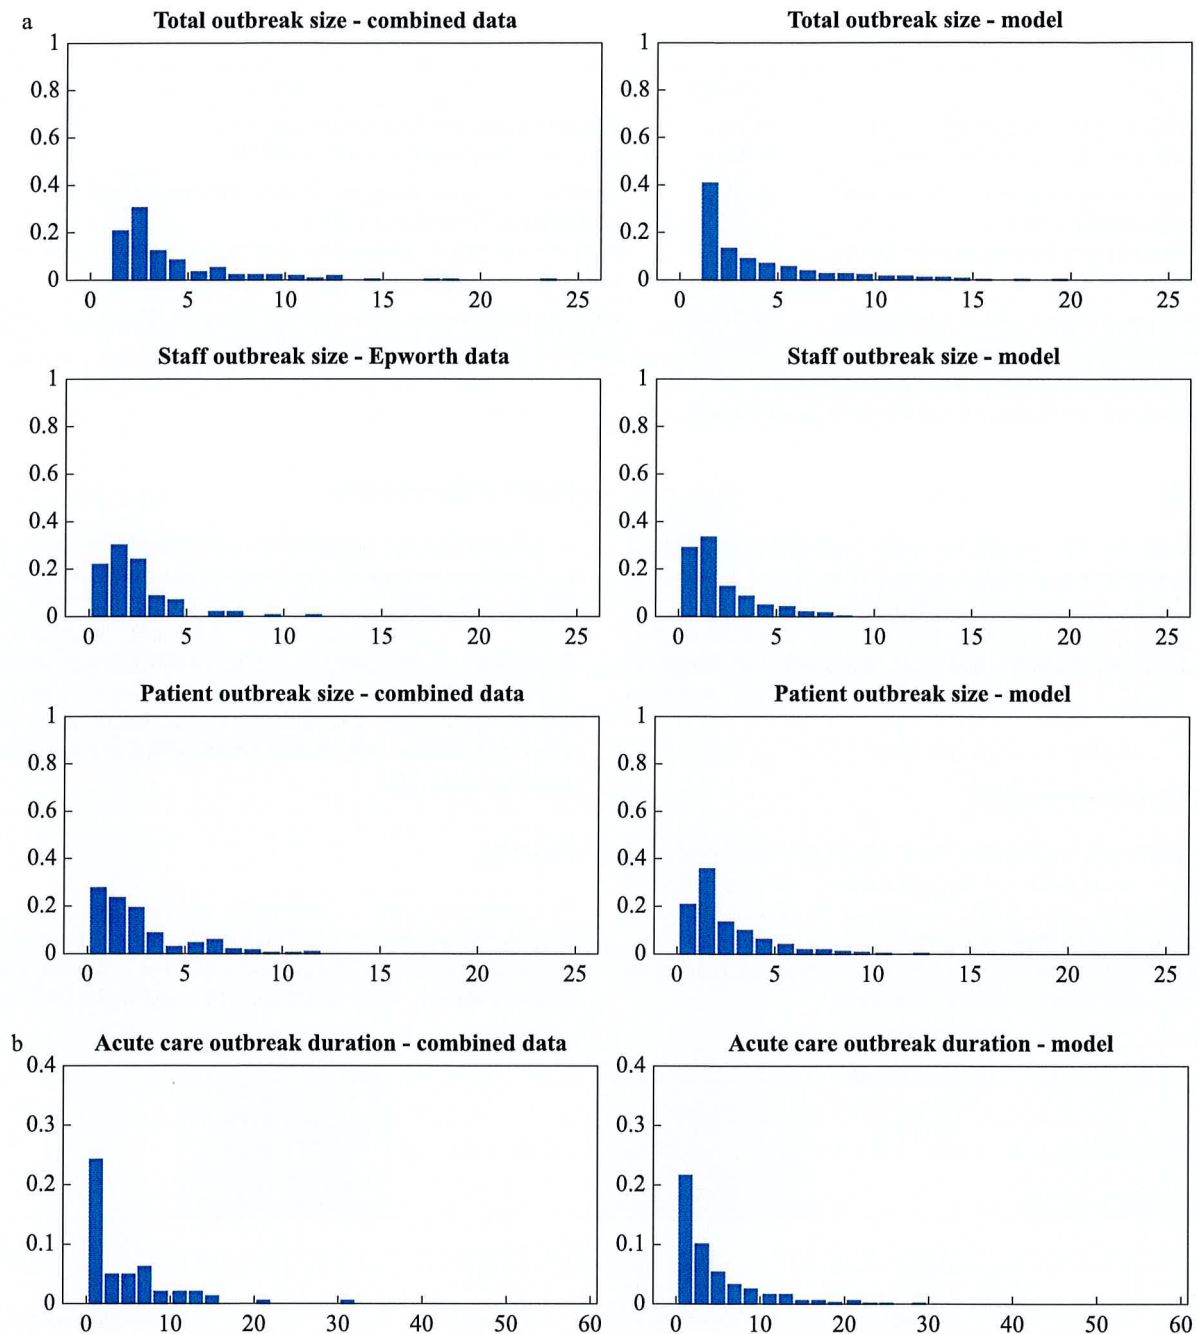 a
Total outbreak size - combined data
Total outbreak size - model
1
0.8
0.6
0.4
0.2
0
0 5 10 15 20 25
1
0.8
0.6
0.4
0.2
0
0 5 10 15 20 25
Staff outbreak size - Epworth data
Staff outbreak size - model
1
0.8
0.6
0.4
0.2
0
0 5 10 15 20 25
1
0.8
0.6
0.4
0.2
0
0 5 10 15 20 25
Patient outbreak size - combined data
Patient outbreak size - model
1
0.8
0.6
0.4
0.2
0
0 5 10 15 20 25
1
0.8
0.6
0.4
0.2
0
0 5 10 15 20 25
b
Acute care outbreak duration - combined data
Acute care outbreak duration - model
0.4
0.3
0.2
0.1
0
0 10 20 30 40 50 60
0.4
0.3
0.2
0.1
0
0 10 20 30 40 50 60